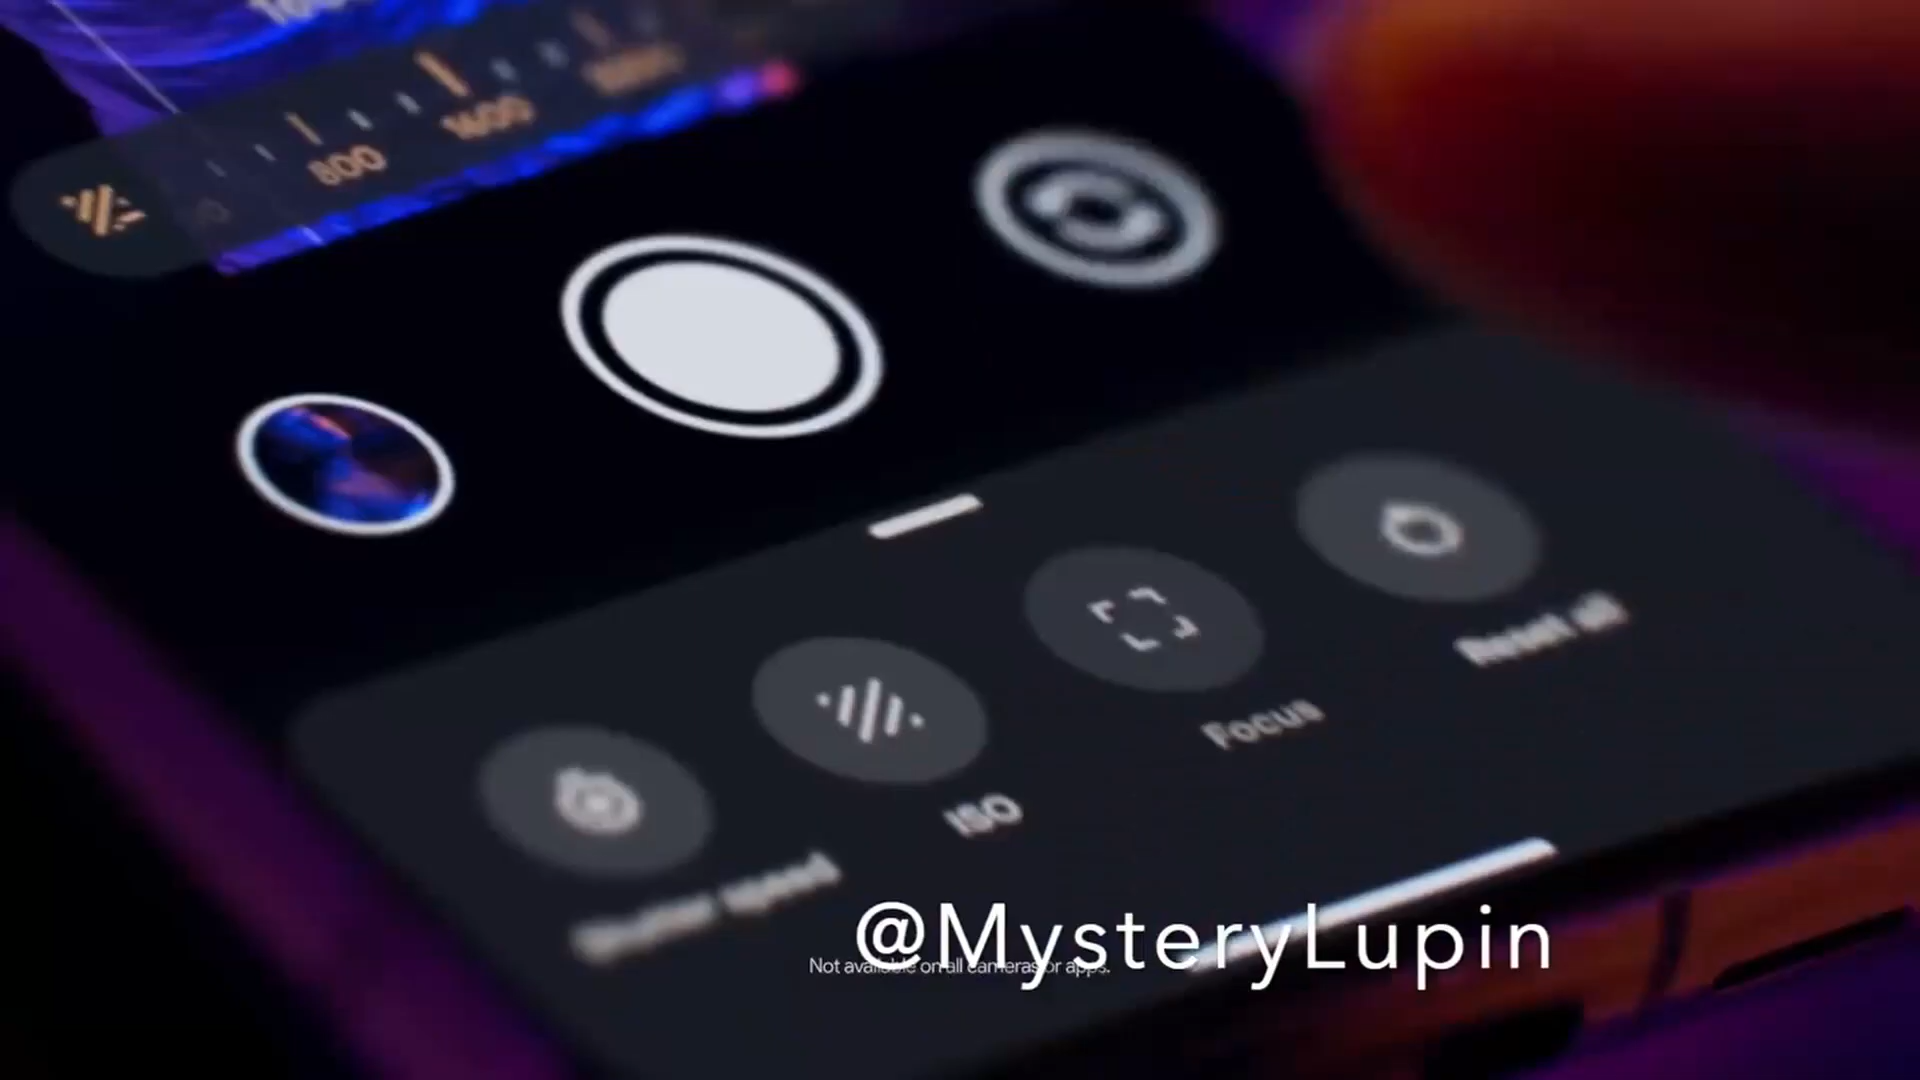 800
1600
Shutter speed
ISO
Focus
Reset all
@MysteryLupin
Not available on all cameras or apps.